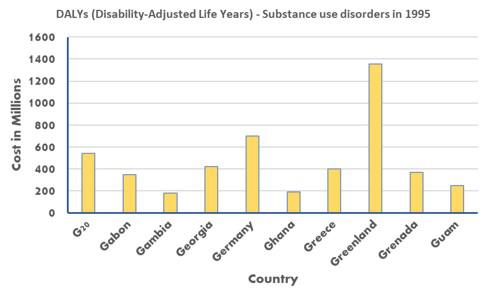 DALYs (Disability-Adjusted Life Years) - Substance use disorders in 1995
1600
1400
1200
1000
800
600
400
200
0
Cost in Millions
G20
Gabon
Gambia
Georgia
Germany
Ghana
Greece
Greenland
Grenada
Guam
Country